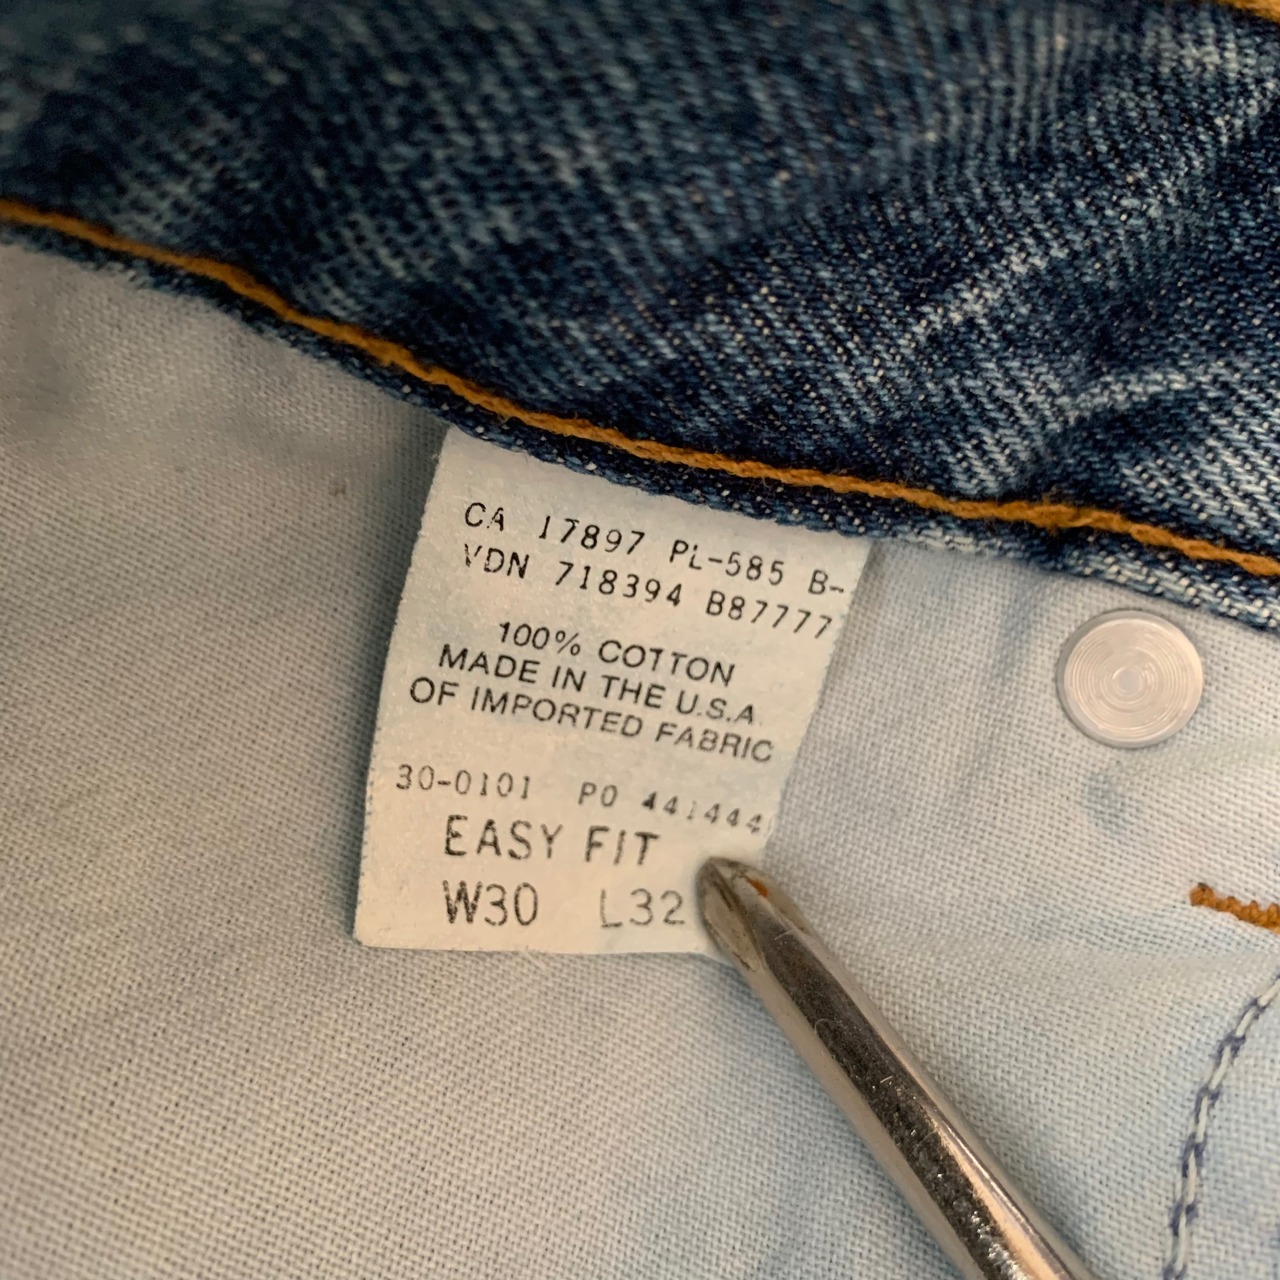 CA 17897 PL-585 B-
VDN 718394 B87777
100% COTTON
MADE IN THE U.S.A.
OF IMPORTED FABRIC
30-0101 PO 441444
EASY FIT
W30 L32